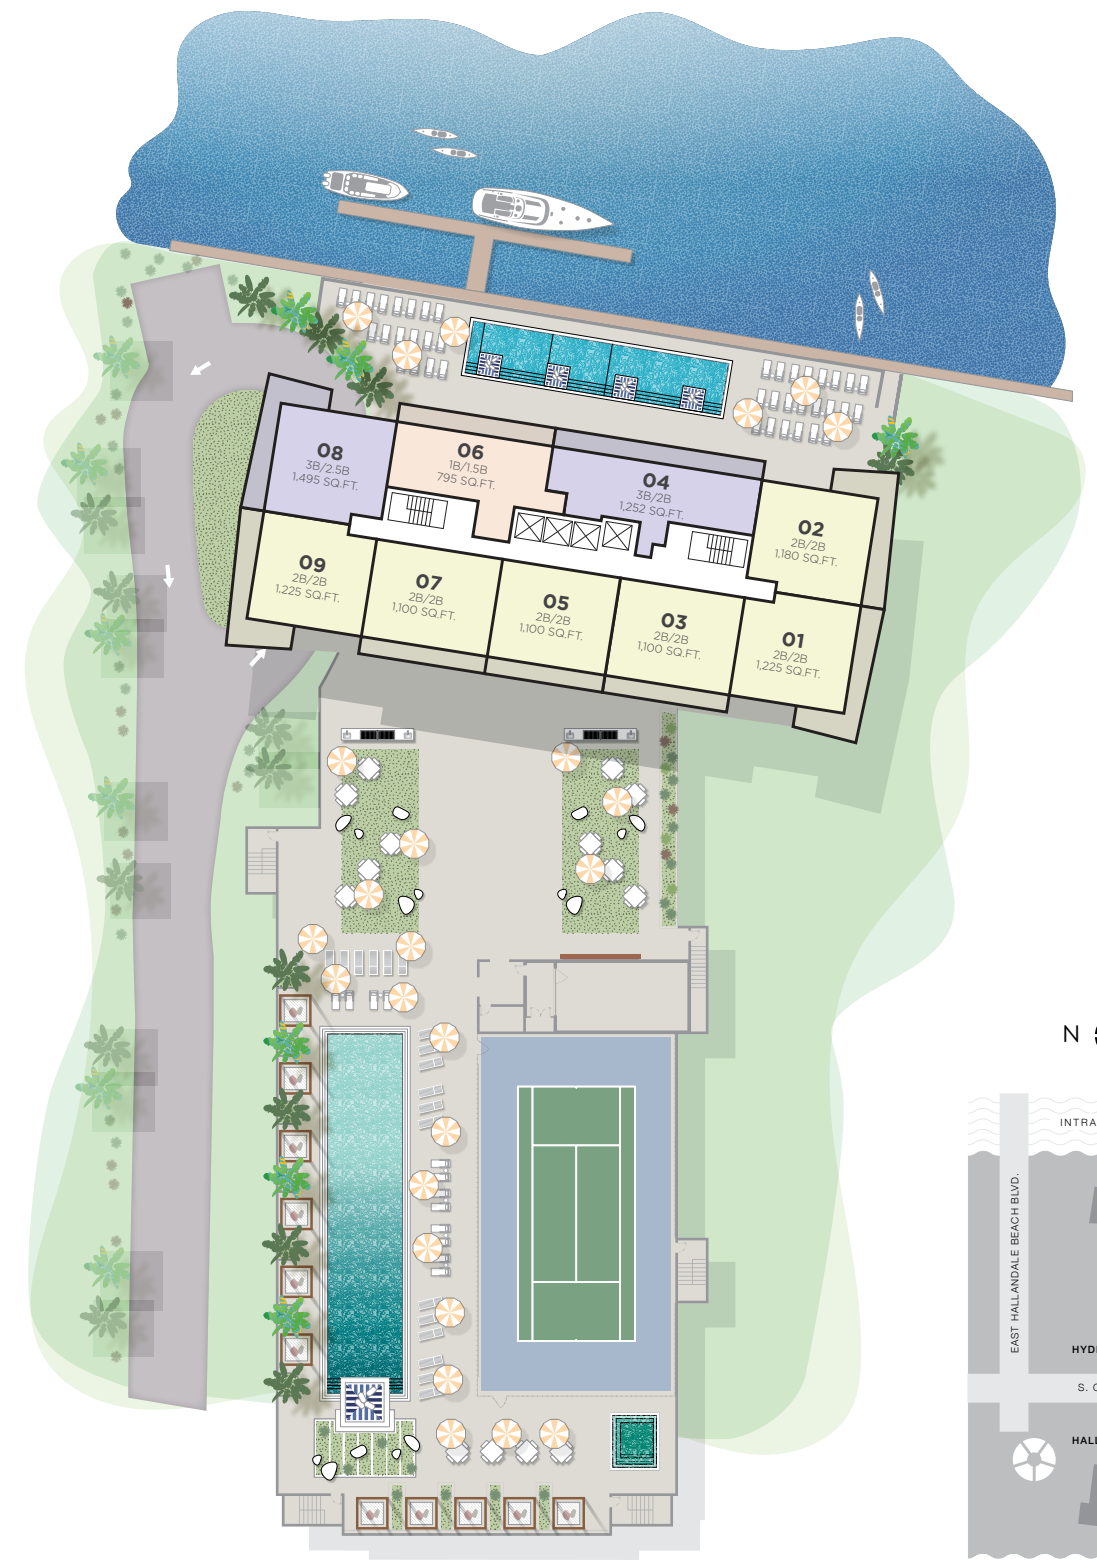 08
3B/2.5B
1,495 SQ.FT.
06
1B/1.5B
795 SQ.FT.
04
3B/2B
1,252 SQ.FT.
02
2B/2B
1,180 SQ.FT.
09
2B/2B
1,225 SQ.FT.
07
2B/2B
1,100 SQ.FT.
05
2B/2B
1,100 SQ.FT.
03
2B/2B
1,100 SQ.FT.
01
2B/2B
1,225 SQ.FT.
N
INTRA
EAST HALLANDALE BEACH BLVD.
HYD
S.
HALL